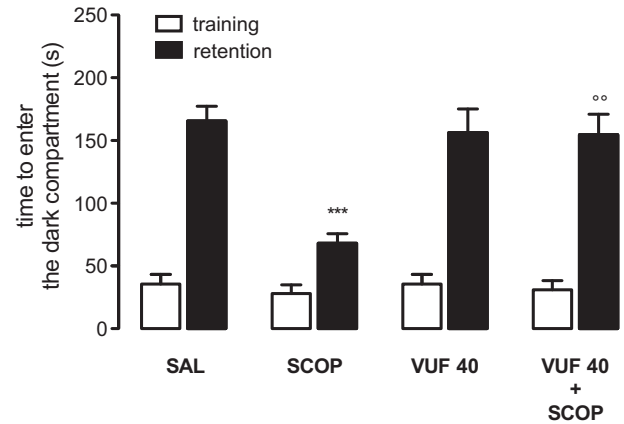 250
200
150
100
50
0
time to enter
the dark compartment (s)
training
retention
***
°°
SAL
SCOP
VUF 40
VUF 40
+
SCOP